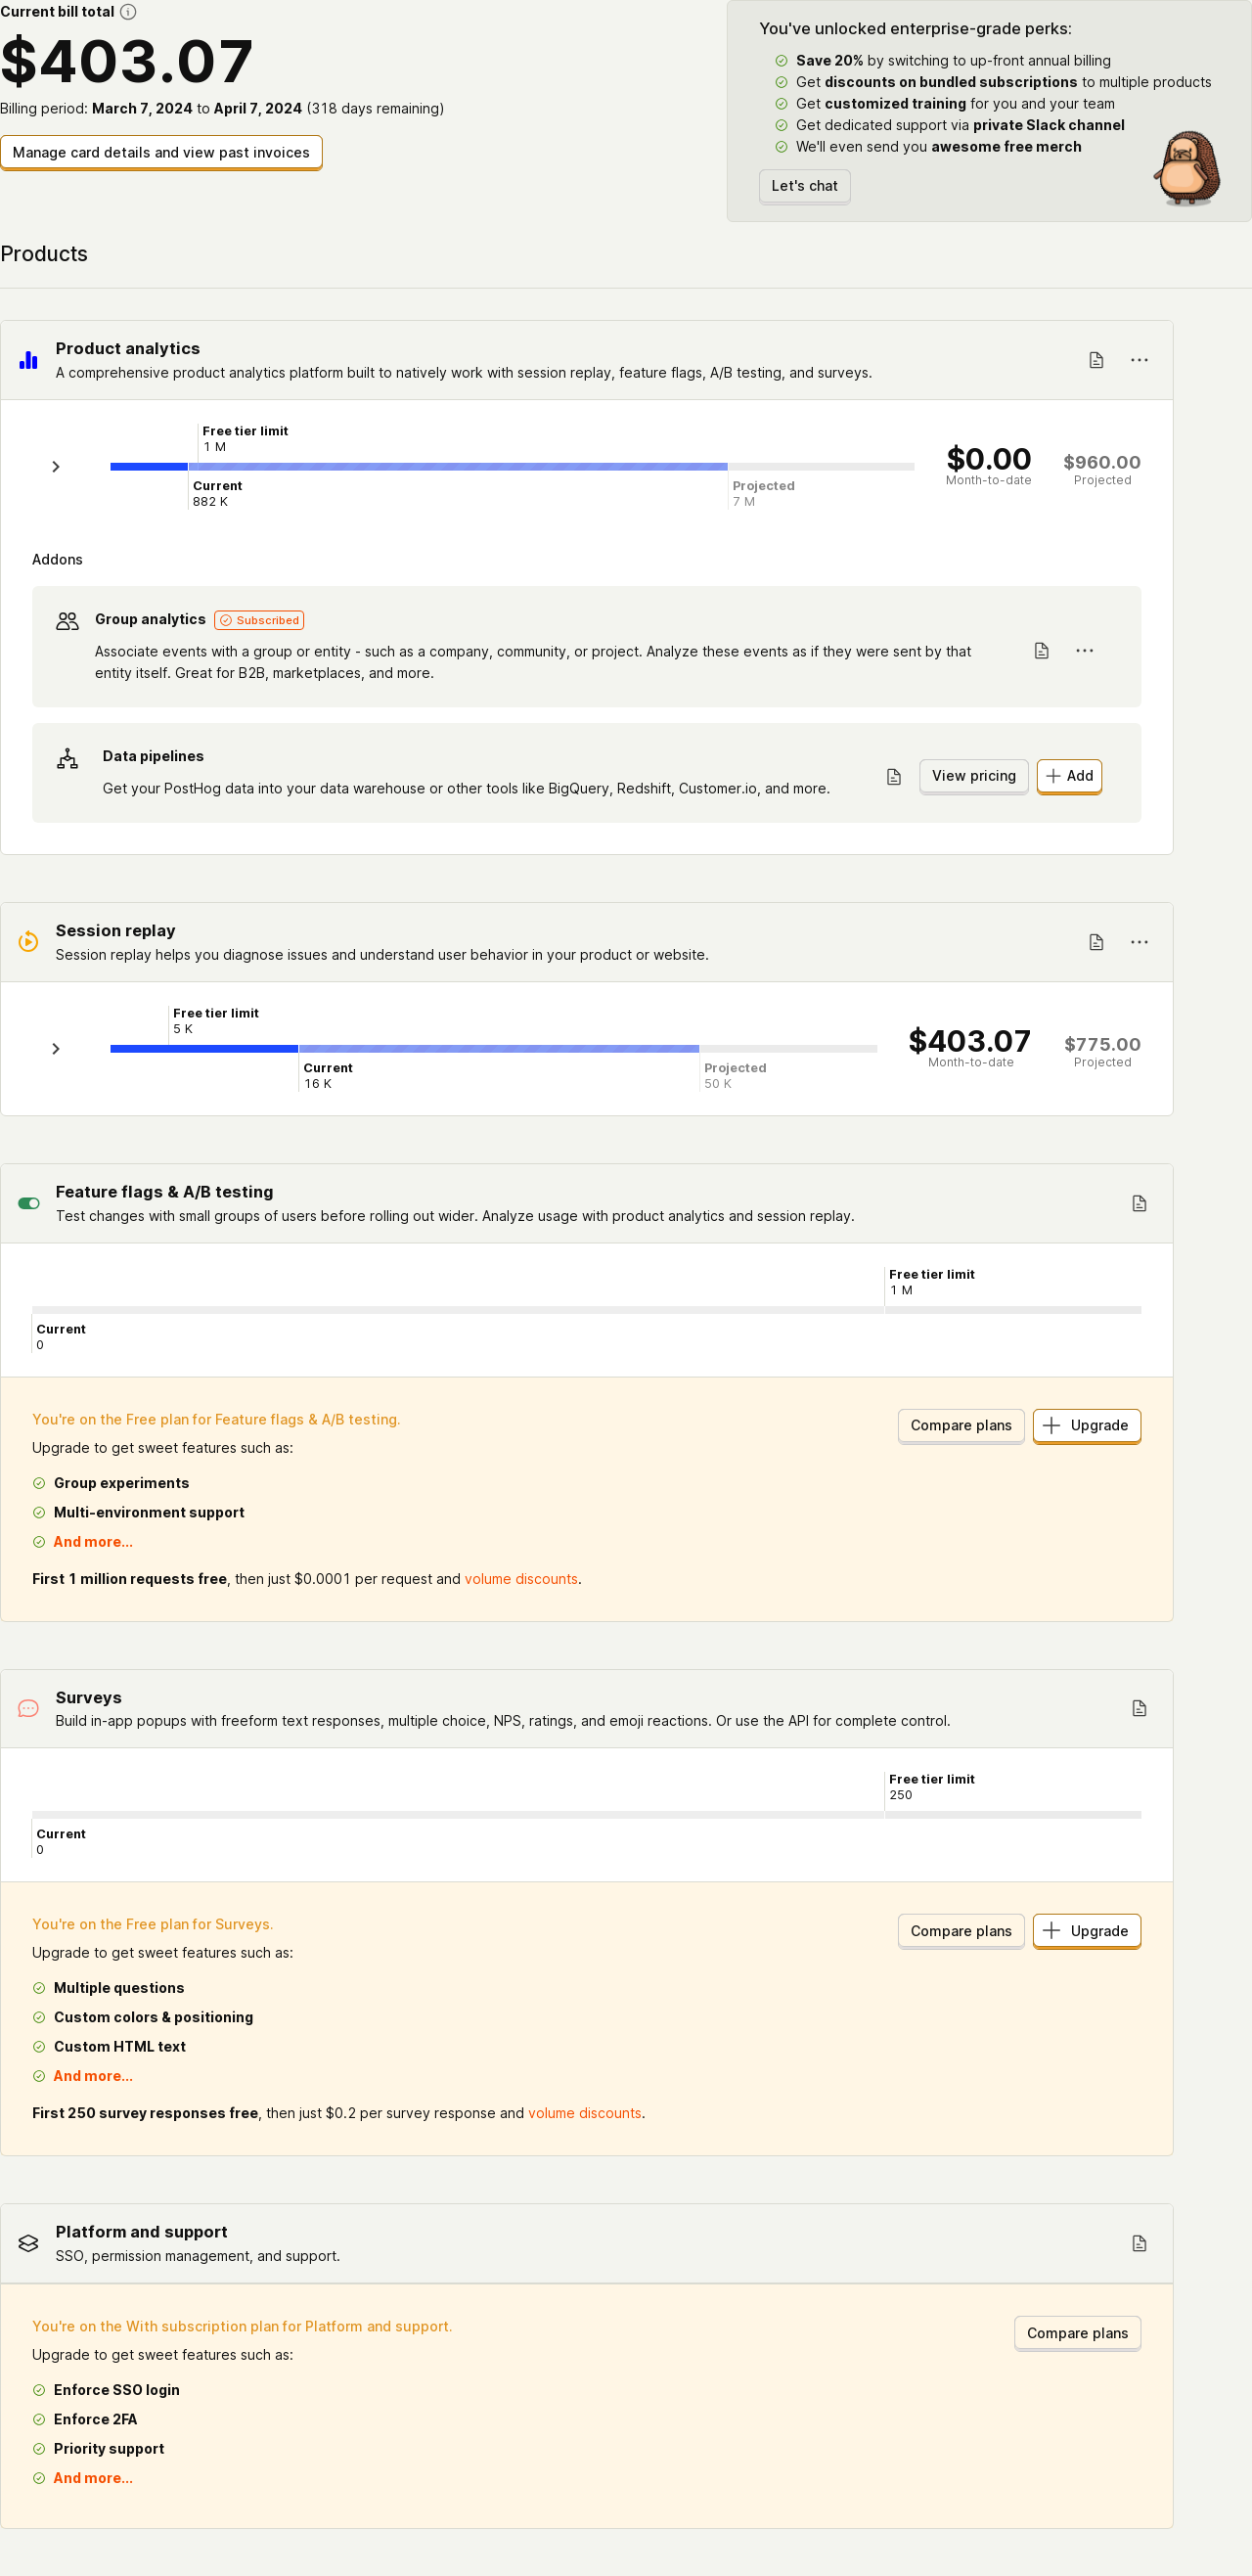 Current bill total
$403.07
Billing period: March 7, 2024 to April 7, 2024 (318 days remaining)
Manage card details and view past invoices
You've unlocked enterprise-grade perks:
Save 20% by switching to up-front annual billing
Get discounts on bundled subscriptions to multiple products
Get customized training for you and your team
Get dedicated support via private Slack channel
We'll even send you awesome free merch
Let's chat
Products
Product analytics
A comprehensive product analytics platform built to natively work with session replay, feature flags, A/B testing, and surveys.
Free tier limit
1 M
Current
882 K
Projected
7 M
$0.00
Month-to-date
$960.00
Projected
Addons
Group analytics
Subscribed
Associate events with a group or entity - such as a company, community, or project. Analyze these events as if they were sent by that
entity itself. Great for B2B, marketplaces, and more.
Data pipelines
Get your PostHog data into your data warehouse or other tools like BigQuery, Redshift, Customer.io, and more.
View pricing
Add
Session replay
Session replay helps you diagnose issues and understand user behavior in your product or website.
Free tier limit
5 K
Current
16 K
Projected
50 K
$403.07
Month-to-date
$775.00
Projected
Feature flags & A/B testing
Test changes with small groups of users before rolling out wider. Analyze usage with product analytics and session replay.
Free tier limit
1 M
Current
0
You're on the Free plan for Feature flags & A/B testing.
Upgrade to get sweet features such as:
Compare plans
Upgrade
Group experiments
Multi-environment support
And more...
First 1 million requests free, then just $0.0001 per request and volume discounts.
Surveys
Build in-app popups with freeform text responses, multiple choice, NPS, ratings, and emoji reactions. Or use the API for complete control.
Free tier limit
250
Current
0
You're on the Free plan for Surveys.
Upgrade to get sweet features such as:
Compare plans
Upgrade
Multiple questions
Custom colors & positioning
Custom HTML text
And more...
First 250 survey responses free, then just $0.2 per survey response and volume discounts.
Platform and support
SSO, permission management, and support.
You're on the With subscription plan for Platform and support.
Upgrade to get sweet features such as:
Compare plans
Enforce SSO login
Enforce 2FA
Priority support
And more...